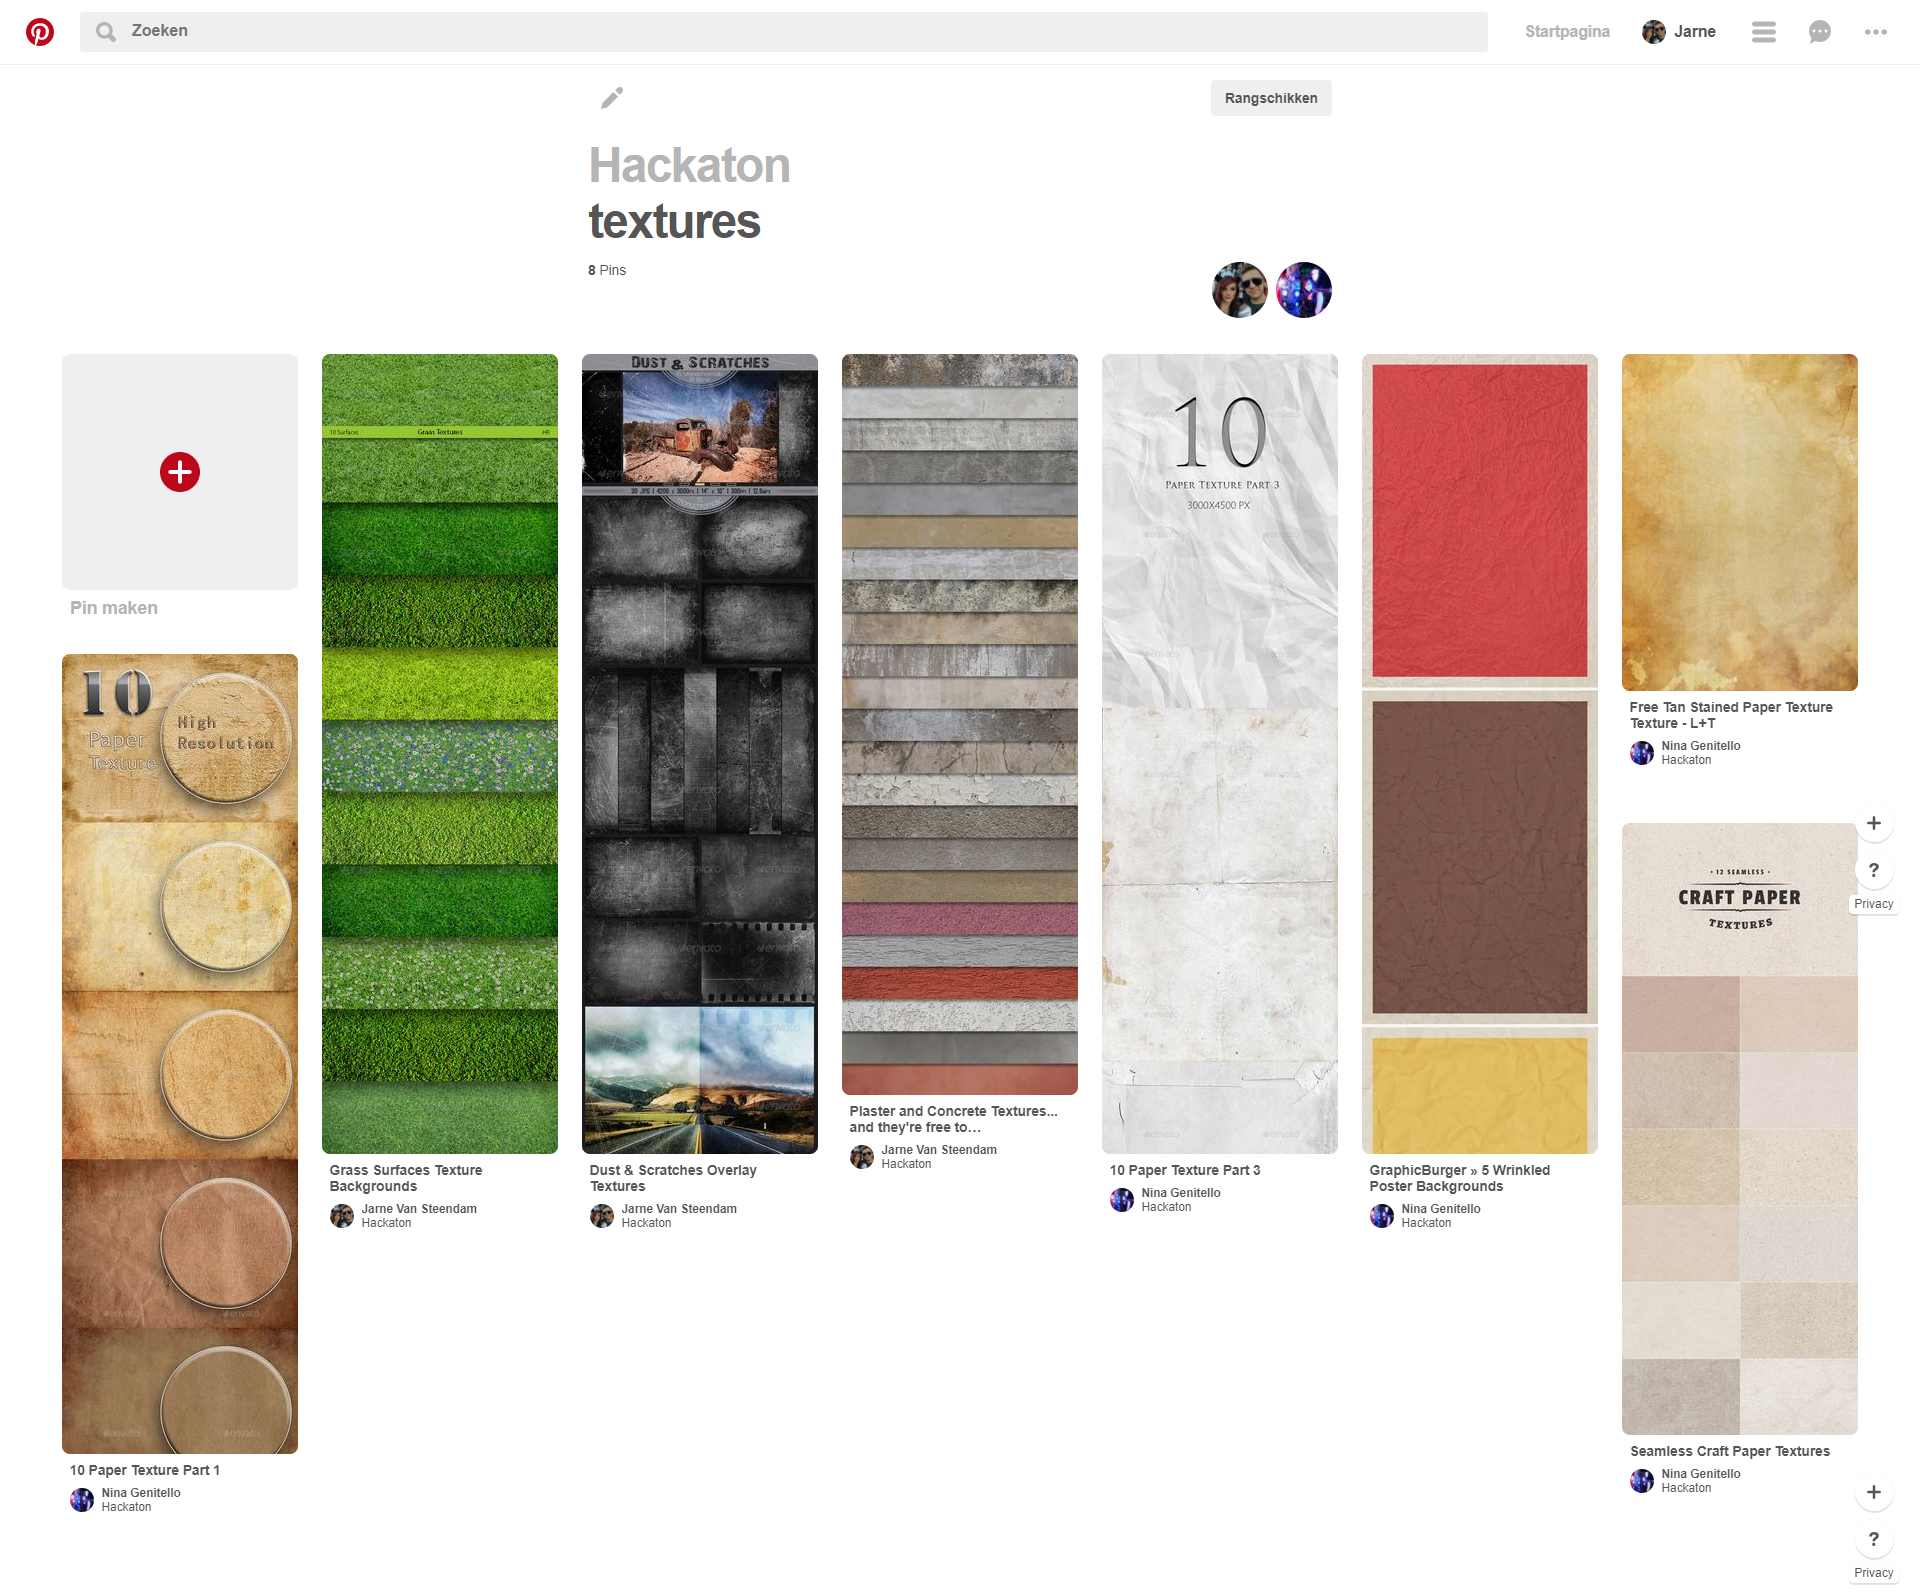 Zoeken
Startpagina
Jarne
Rangschikken
Hackaton
textures
8 Pins
Pin maken
10
Paper
Texture
High
Resolution
10 Paper Texture Part 1
Nina Genitello
Hackaton
10 Surfaces
Grass Textures
HR
Grass Surfaces Texture
Backgrounds
Jarne Van Steendam
Hackaton
DUST & SCRATCHES
Dust & Scratches Overlay
Textures
Jarne Van Steendam
Hackaton
Plaster and Concrete Textures...
and they're free to…
Jarne Van Steendam
Hackaton
10
PAPER TEXTURE PART 3
3000X4500 PX
10 Paper Texture Part 3
Nina Genitello
Hackaton
GraphicBurger » 5 Wrinkled
Poster Backgrounds
Nina Genitello
Hackaton
Free Tan Stained Paper Texture
Texture - L+T
Nina Genitello
Hackaton
• 12 SEAMLESS •
CRAFT PAPER
TEXTURES
Seamless Craft Paper Textures
Nina Genitello
Hackaton
+
?
Privacy
+
?
Privacy